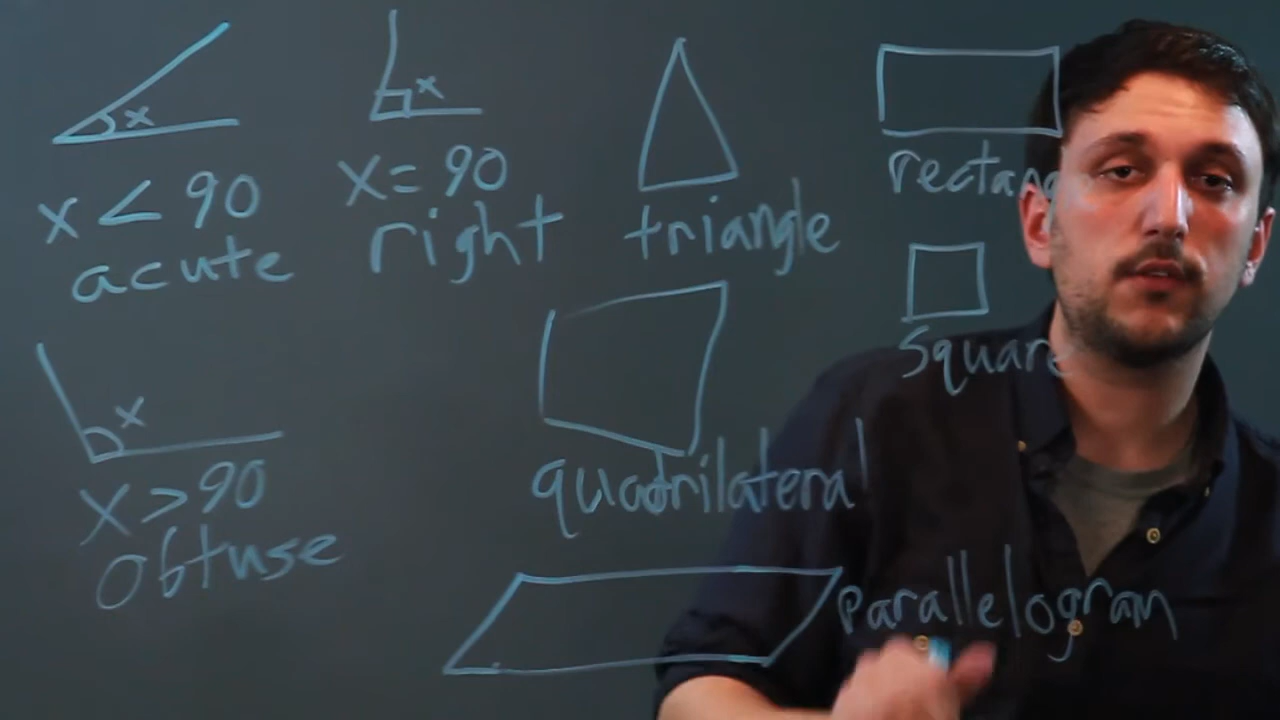 x
x < 90
acute
x
x = 90
right
triangle
rectang
square
x
x > 90
obtuse
quadrilateral
parallelogram